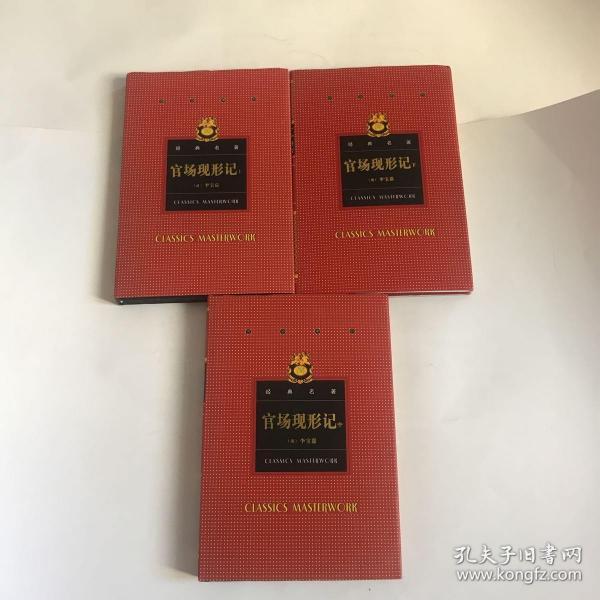 经典名著
官场现形记 上
(清) 李宝嘉
CLASSICS MASTERWORK
CLASSICS MASTERWORK
经典名著
官场现形记 下
(清) 李宝嘉
CLASSICS MASTERWORK
CLASSICS MASTERWORK
经典名著
官场现形记 中
(清) 李宝嘉
CLASSICS MASTERWORK
CLASSICS MASTERWORK
孔夫子旧書网
www.kongfz.com